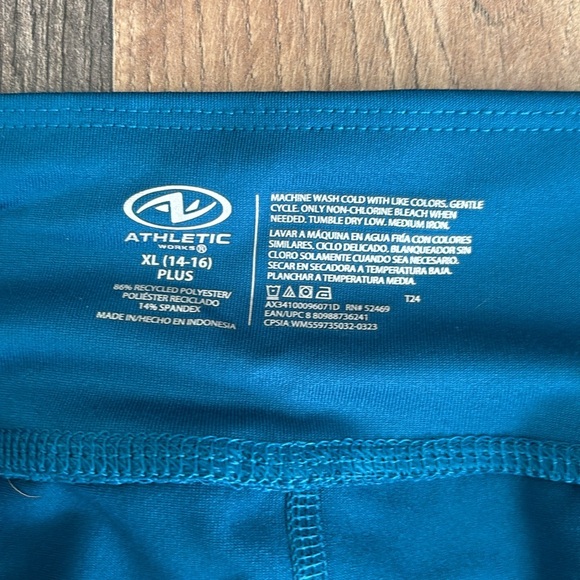 ATHLETIC
WORKS®
XL (14-16)
PLUS
86% RECYCLED POLYESTER/
POLIÉSTER RECICLADO
14% SPANDEX
MADE IN/HECHO EN INDONESIA
MACHINE WASH COLD WITH LIKE COLORS, GENTLE
CYCLE. ONLY NON-CHLORINE BLEACH WHEN
NEEDED. TUMBLE DRY LOW. MEDIUM IRON.
LAVAR A MÁQUINA EN AGUA FRÍA CON COLORES
SIMILARES. CICLO DELICADO. BLANQUEADOR SIN
CLORO SOLAMENTE CUANDO SEA NECESARIO.
SECAR EN SECADORA A TEMPERATURA BAJA.
PLANCHAR A TEMPERATURA MEDIA.
T24
AX34100096071D RN# 52469
EAN/UPC 8 80988736241
CPSIA:WM559735032-0323